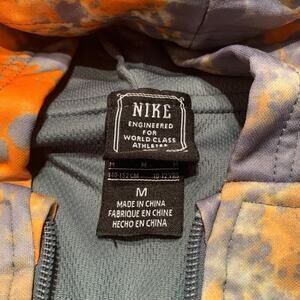 NIKE
ENGINEERED
FOR
WORLD CLASS
ATHLETES
M
M
MADE IN CHINA
FABRIQUÉ EN CHINE
HECHO EN CHINA